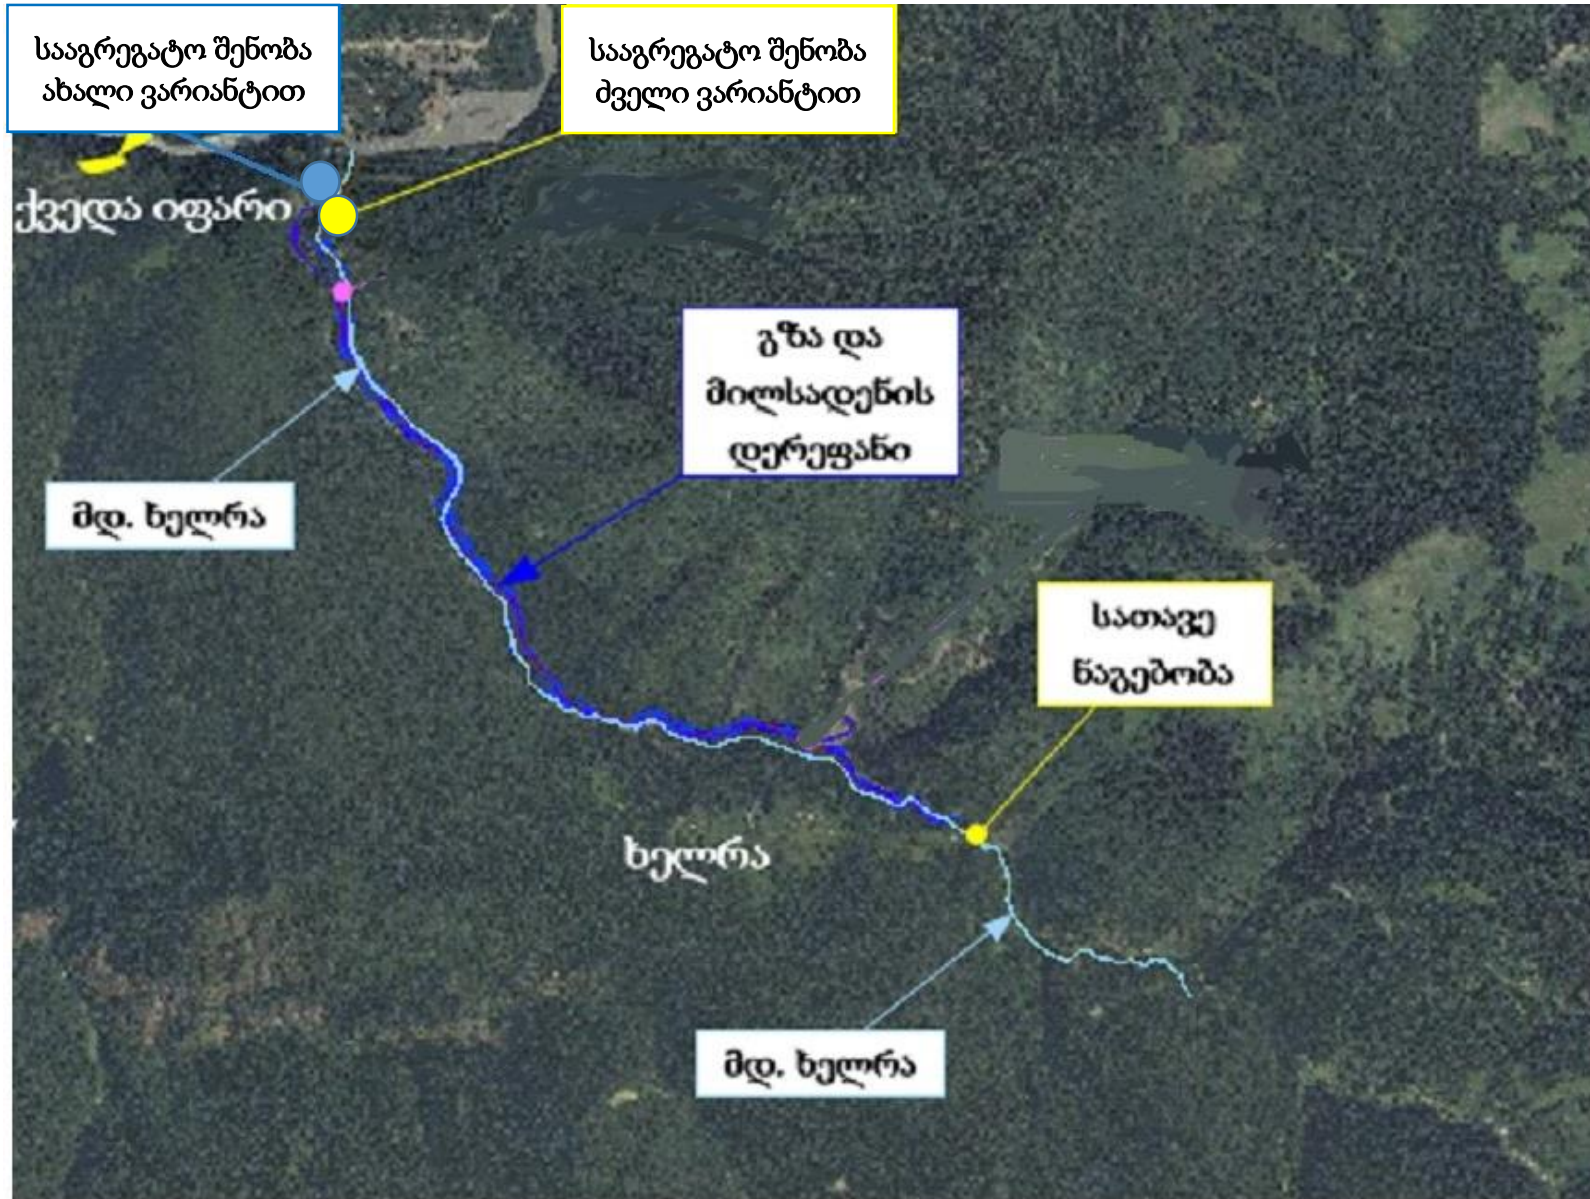 სააგრეგატო შენობა
ახალი ვარიანტით
სააგრეგატო შენობა
ძველი ვარიანტით
ქვედა იფარი
გზა და
მილსადენის
დერეფანი
მდ. ხელრა
სათავე
ნაგებობა
ხელრა
მდ. ხელრა